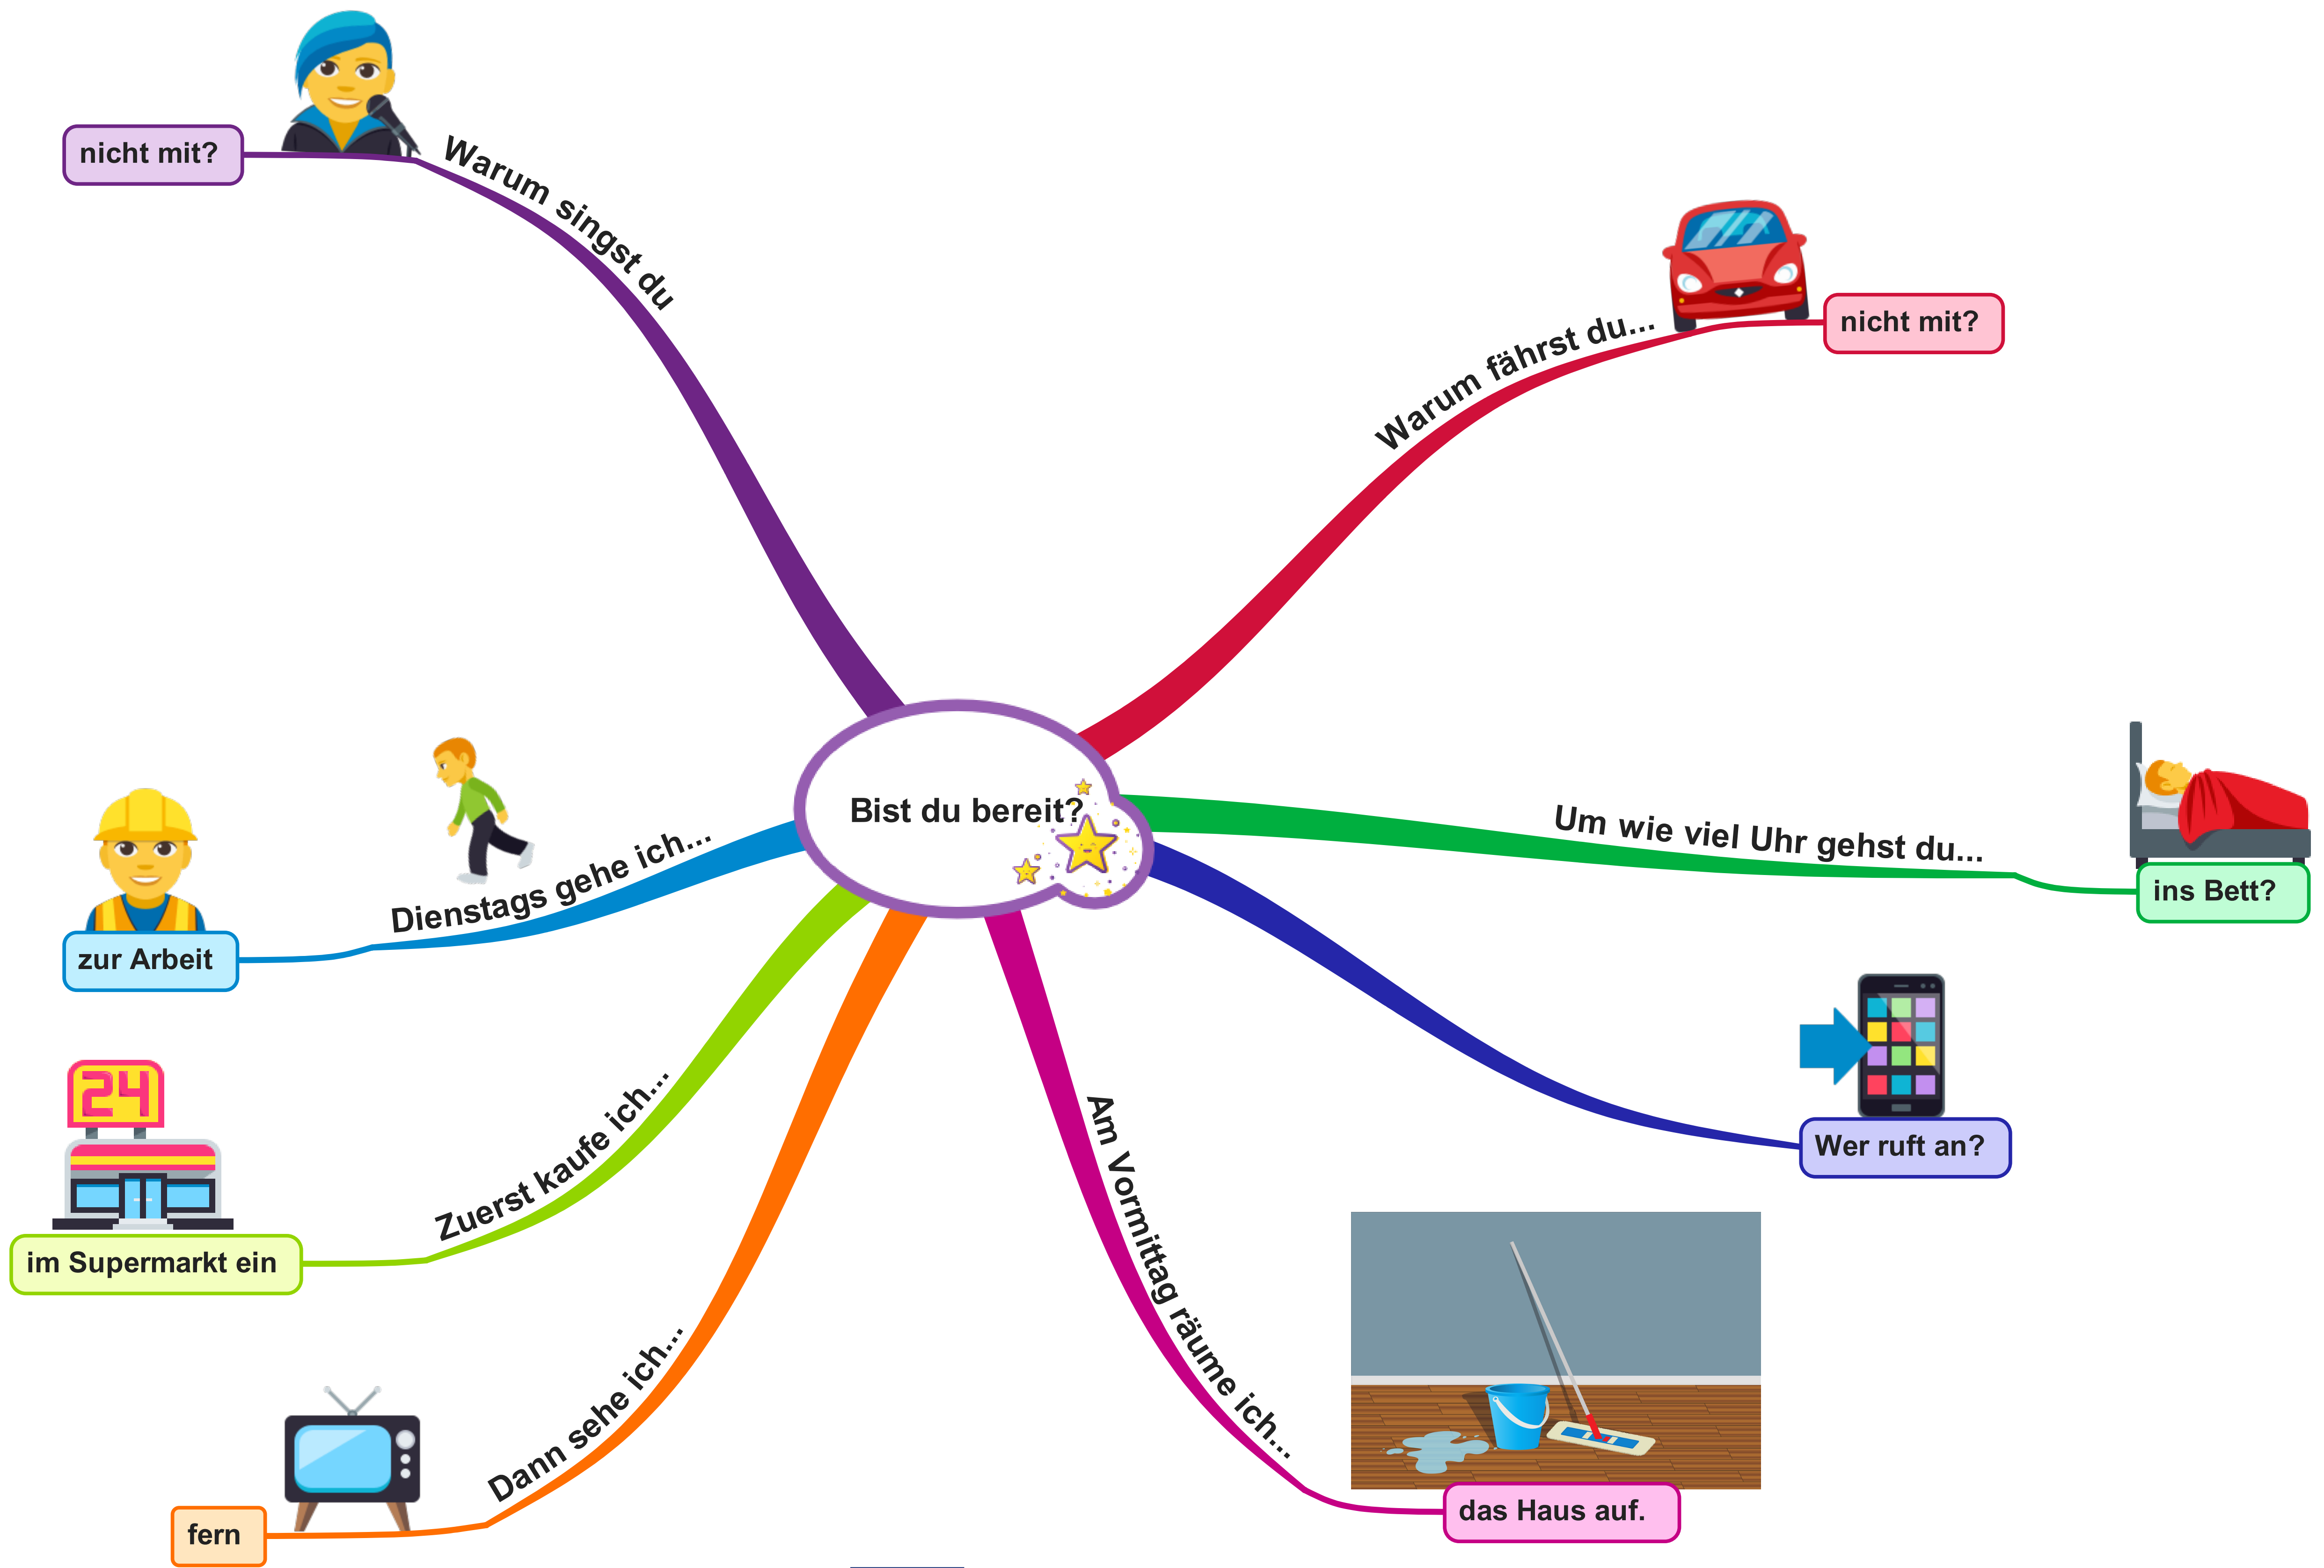 Bist du bereit?
Warum fährst du...
nicht mit?
Um wie viel Uhr gehst du...
ins Bett?
Wer ruft an?
Am Vormittag räume ich...
das Haus auf.
Dann sehe ich...
fern
Zuerst kaufe ich...
24
im Supermarkt ein
Dienstags gehe ich...
zur Arbeit
Warum singst du
nicht mit?